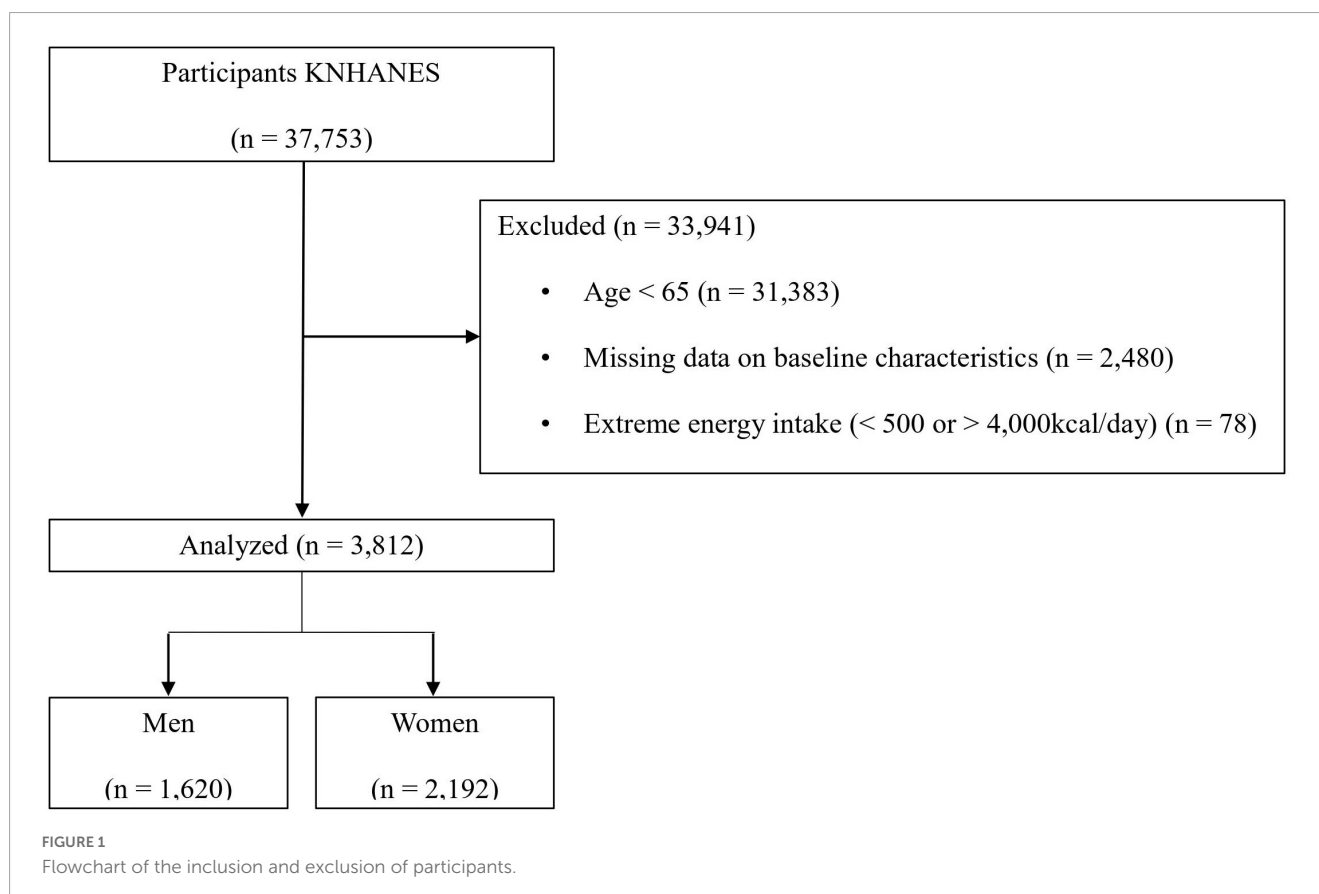 Participants KNHANES
(n = 37,753)
Excluded (n = 33,941)
• Age < 65 (n = 31,383)
• Missing data on baseline characteristics (n = 2,480)
• Extreme energy intake (< 500 or > 4,000kcal/day) (n = 78)
Analyzed (n = 3,812)
Men
(n = 1,620)
Women
(n = 2,192)
FIGURE 1
Flowchart of the inclusion and exclusion of participants.